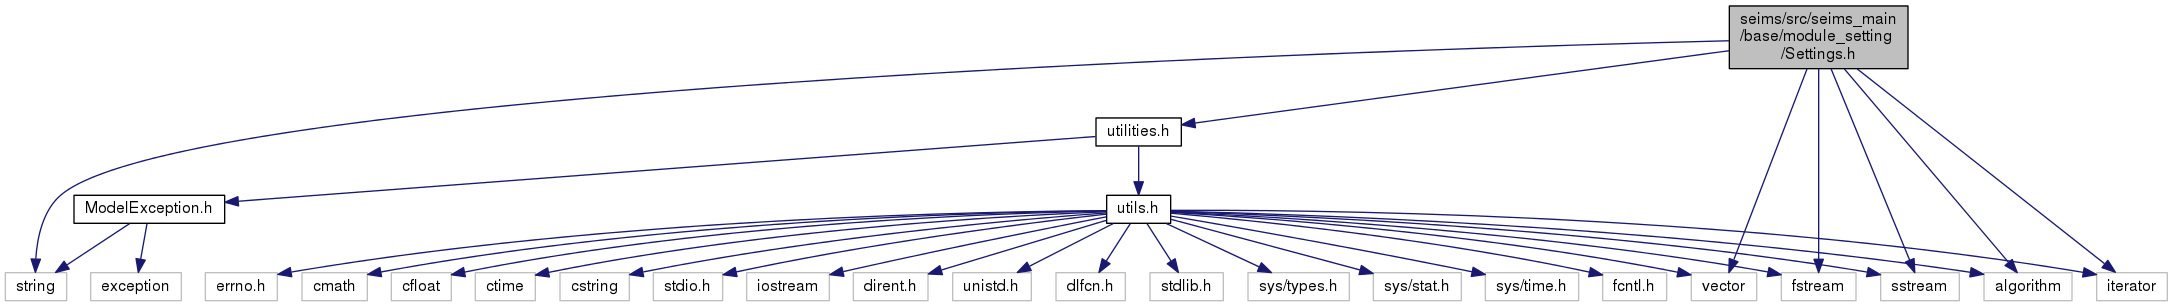 seims/src/seims_main
/base/module_setting
/Settings.h
utilities.h
ModelException.h
utils.h
string
exception
errno.h
cmath
cfloat
ctime
cstring
stdio.h
iostream
dirent.h
unistd.h
dlfcn.h
stdlib.h
sys/types.h
sys/stat.h
sys/time.h
fcntl.h
vector
fstream
sstream
algorithm
iterator